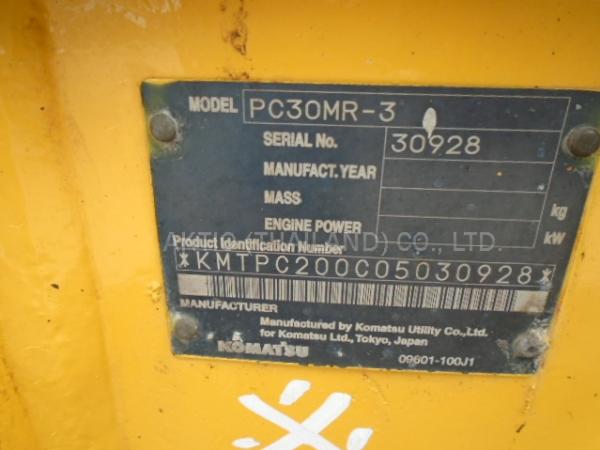 MODEL PC30MR-3
SERIAL No. 30928
MANUFACT. YEAR
MASS kg
ENGINE POWER kW
AKTIO (THAILAND) CO., LTD.
Product Identification Number
*KMTPC200C05030928*
MANUFACTURER
Manufactured by Komatsu Utility Co.,Ltd.
for Komatsu Ltd., Tokyo, Japan
KOMATSU 09601-100J1